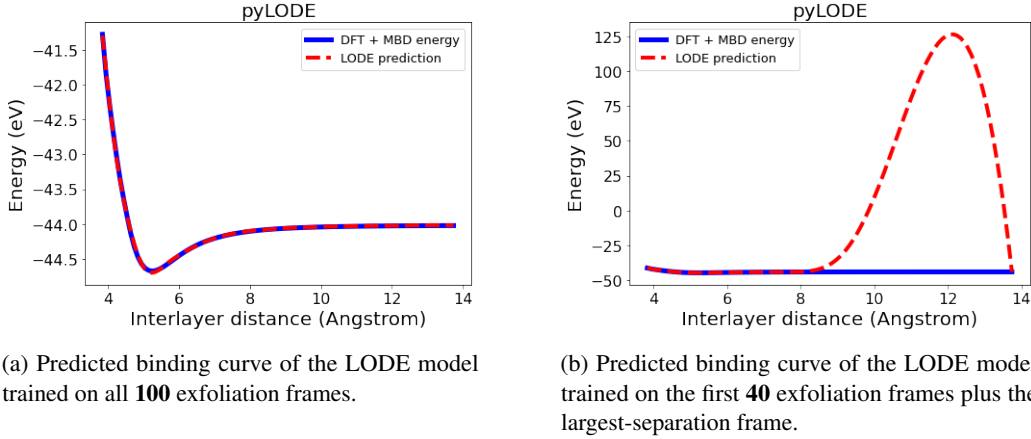 pyLODE
DFT + MBD energy
LODE prediction
Energy (eV)
−41.5
−42.0
−42.5
−43.0
−43.5
−44.0
−44.5
4 6 8 10 12 14
Interlayer distance (Angstrom)
(a) Predicted binding curve of the LODE model
trained on all 100 exfoliation frames.
pyLODE
DFT + MBD energy
LODE prediction
Energy (eV)
125
100
75
50
25
0
−25
−50
4 6 8 10 12 14
Interlayer distance (Angstrom)
(b) Predicted binding curve of the LODE mode
trained on the first 40 exfoliation frames plus the
largest-separation frame.